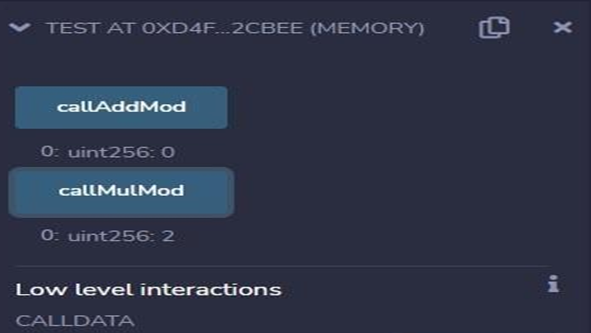 TEST AT 0XD4F...2CBEE (MEMORY)
callAddMod
0: uint256: 0
callMulMod
0: uint256: 2
Low level interactions
CALLDATA